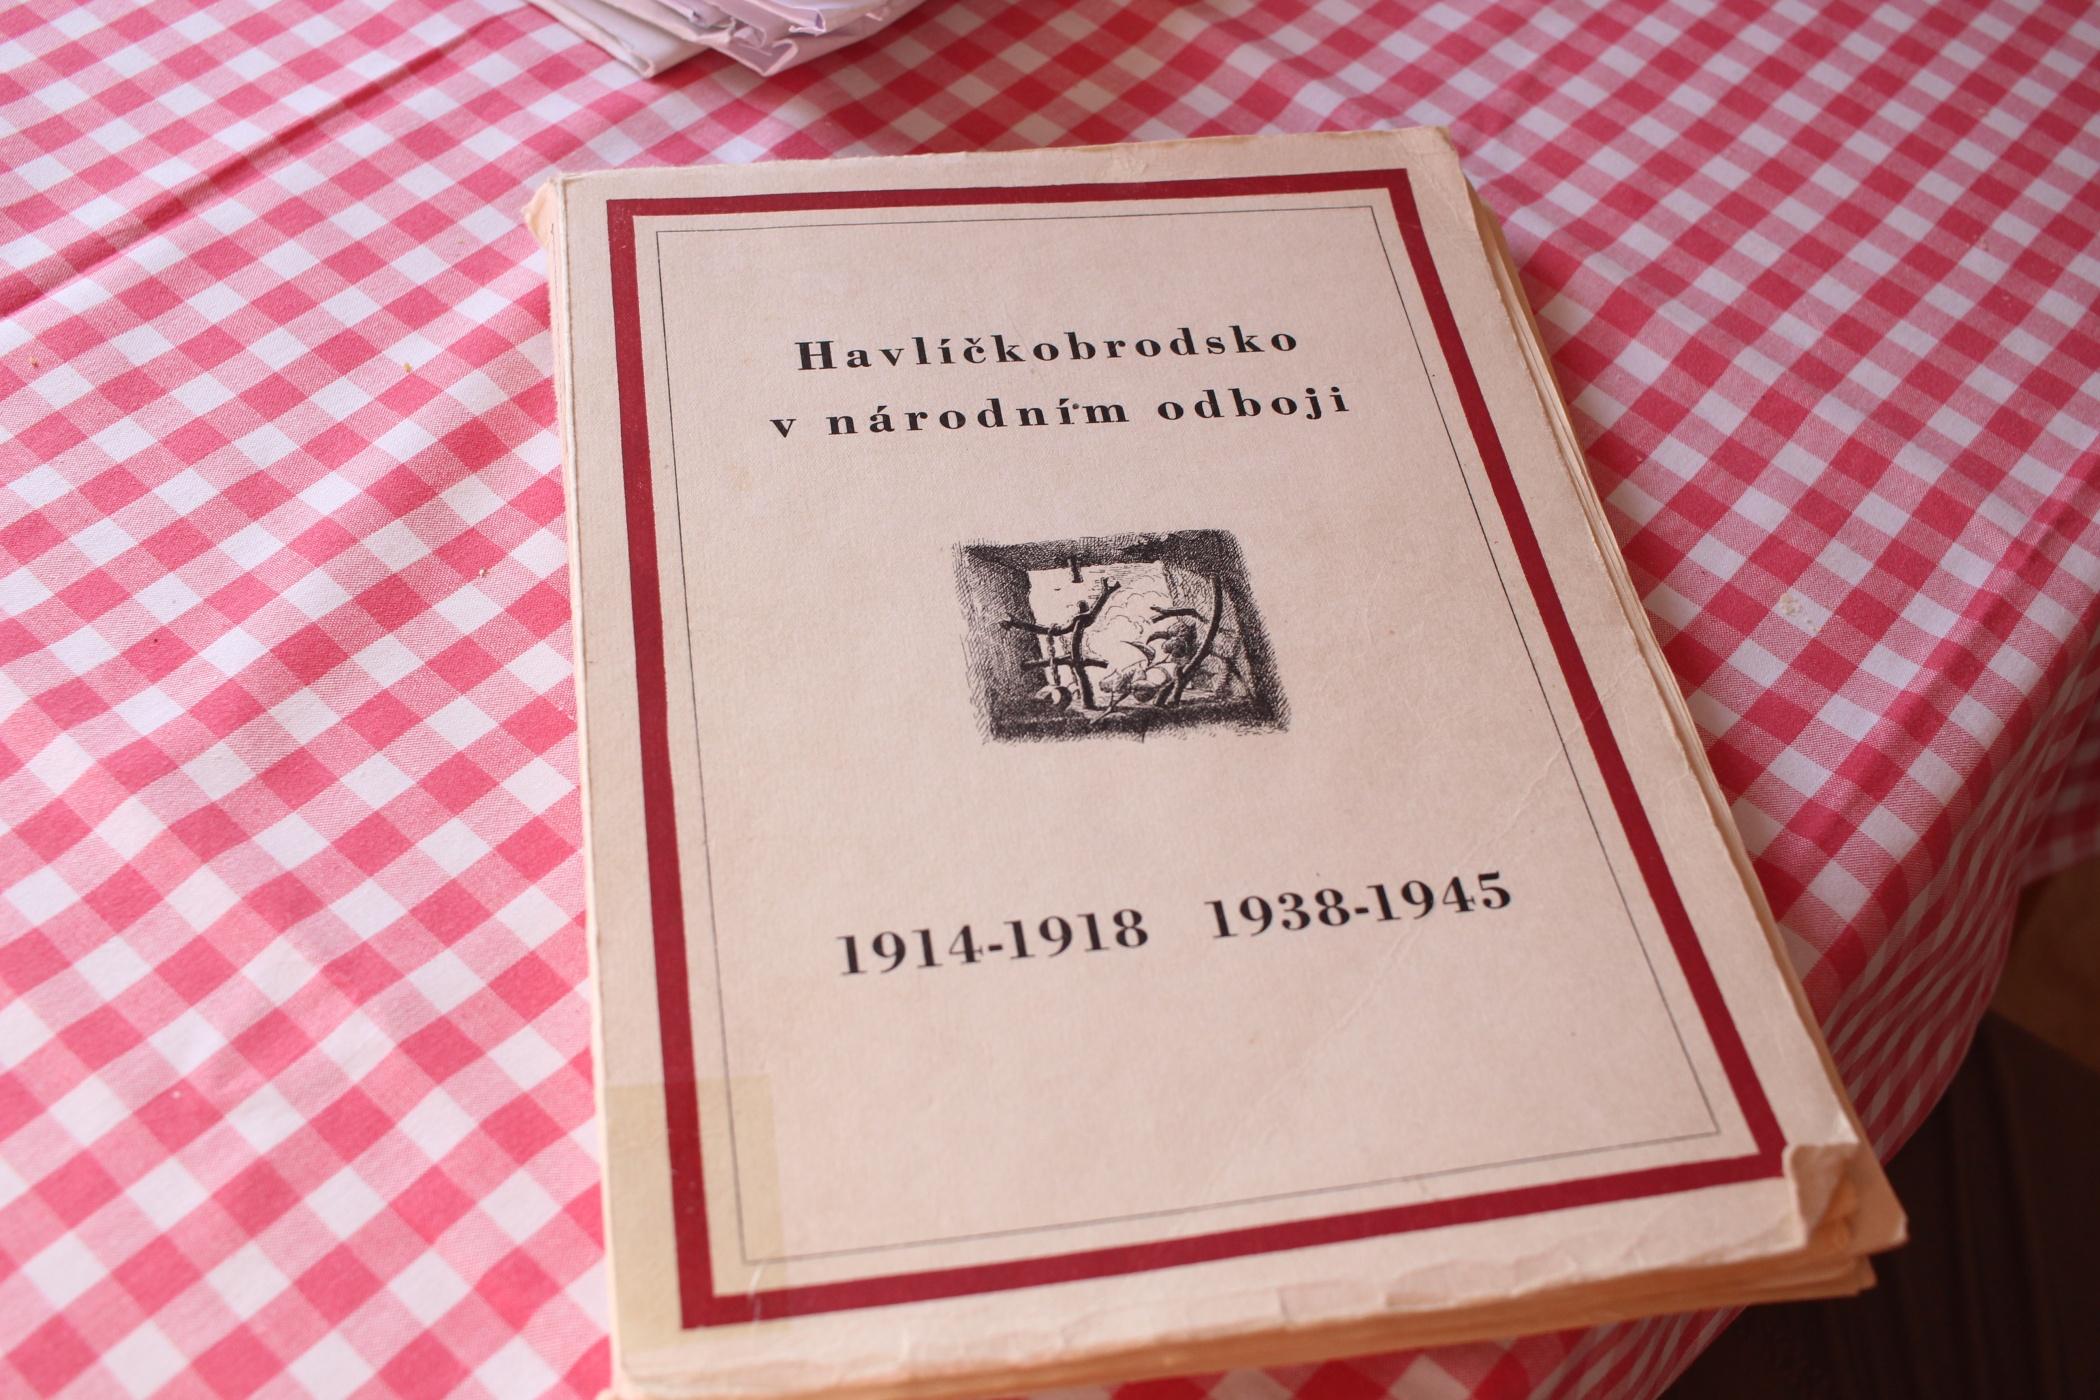 Havlíčkobrodsko
v národním odboji
1914-1918 1938-1945